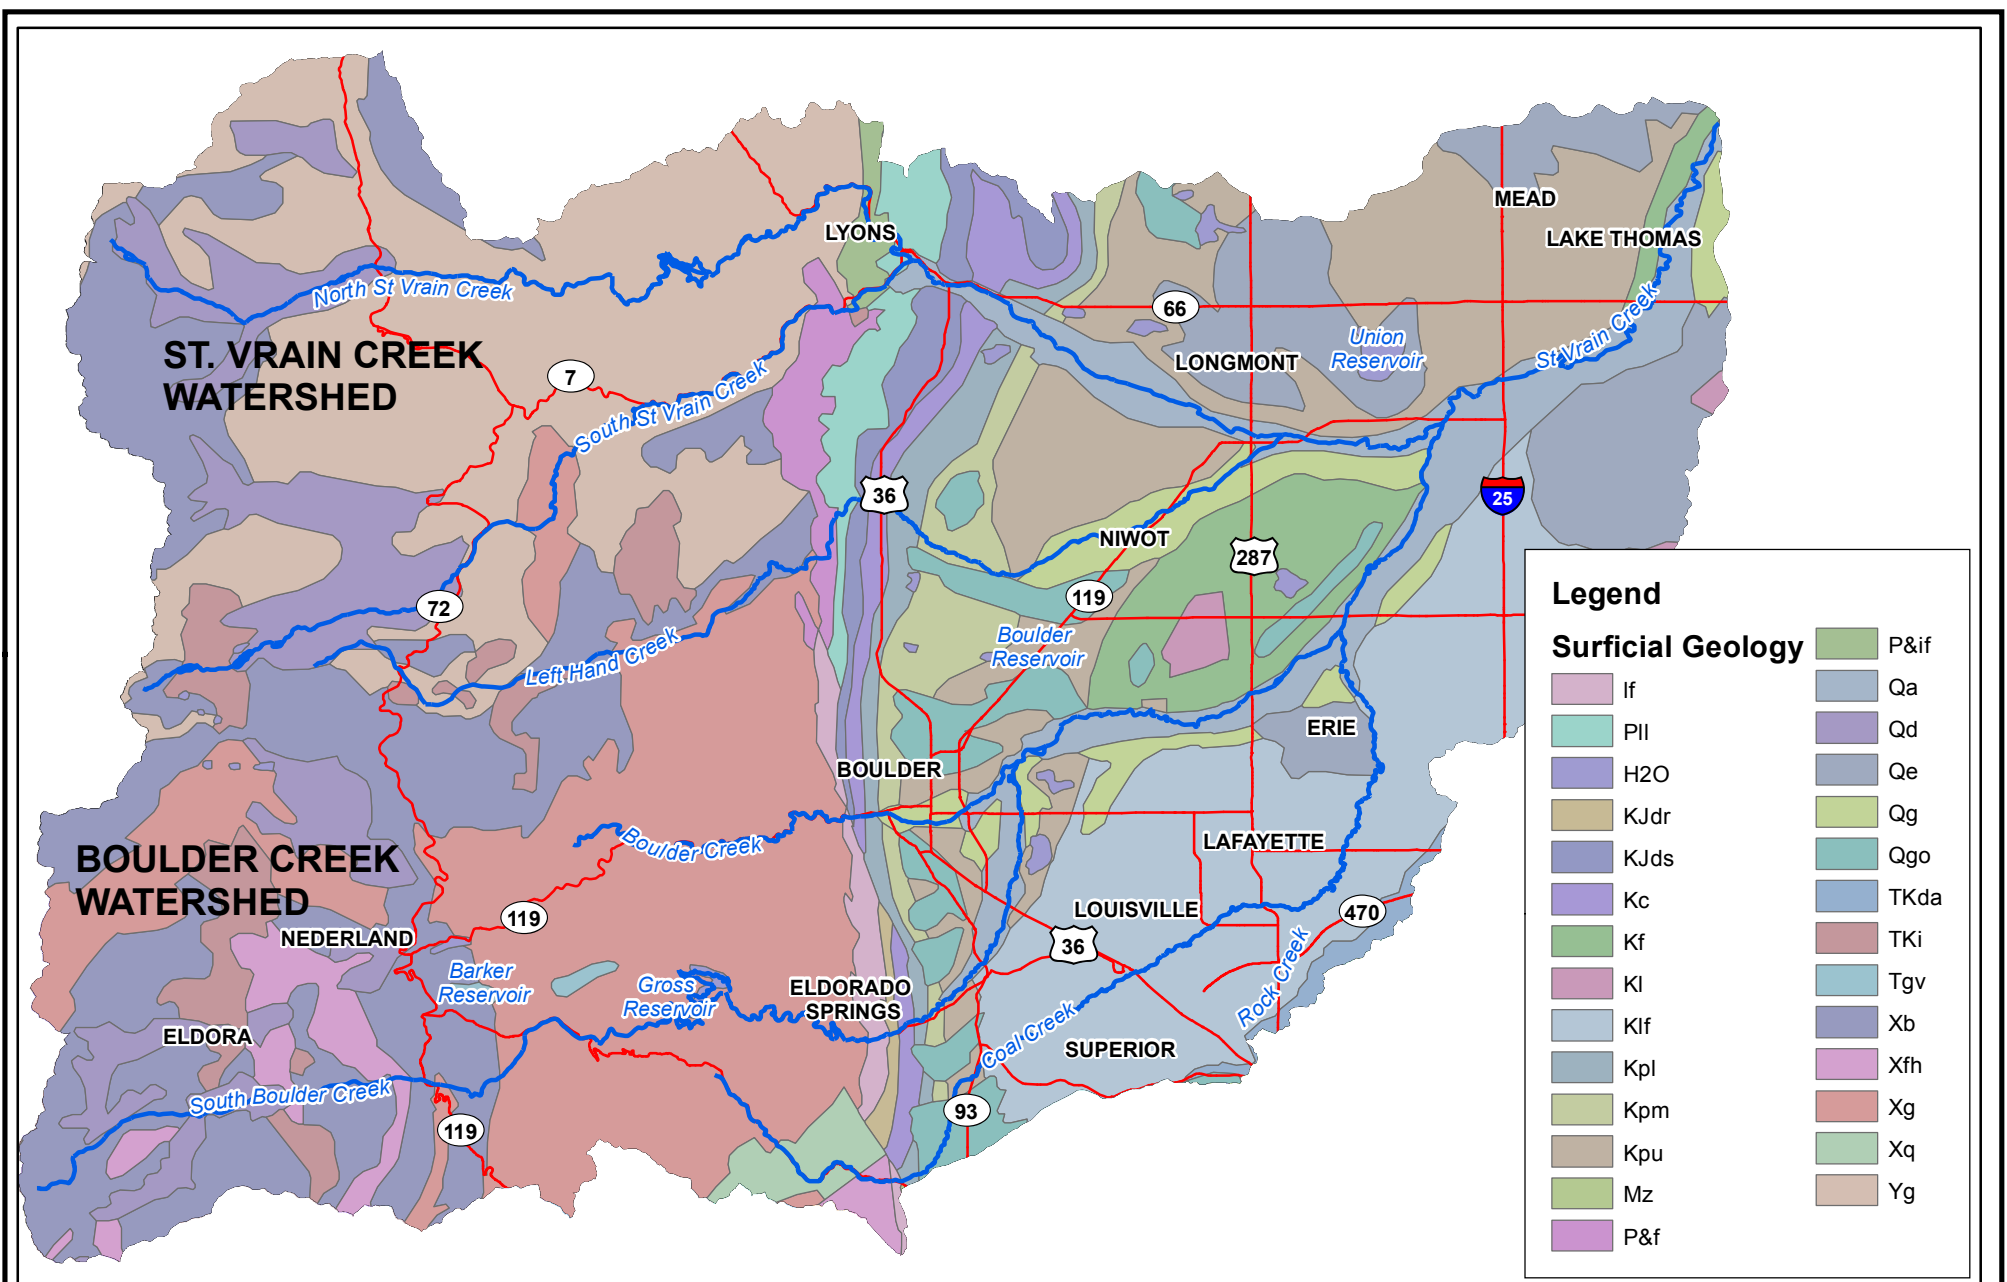 MEAD
LYONS
LAKE THOMAS
North St Vrain Creek
66
Union
Reservoir
St Vrain Creek
ST. VRAIN CREEK
WATERSHED
7
LONGMONT
South St Vrain Creek
36
25
NIWOT
287
119
72
Boulder
Reservoir
Left Hand Creek
ERIE
BOULDER
Boulder Creek
LAFAYETTE
BOULDER CREEK
WATERSHED
119
LOUISVILLE
470
NEDERLAND
36
Barker
Reservoir
Gross
Reservoir
ELDORADO
SPRINGS
Rock Creek
ELDORA
Coal Creek
SUPERIOR
South Boulder Creek
119
93
Legend
Surficial Geology
If
Pll
H2O
KJdr
KJds
Kc
Kf
Kl
Klf
Kpl
Kpm
Kpu
Mz
P&f
P&if
Qa
Qd
Qe
Qg
Qgo
TKda
TKi
Tgv
Xb
Xfh
Xg
Xq
Yg